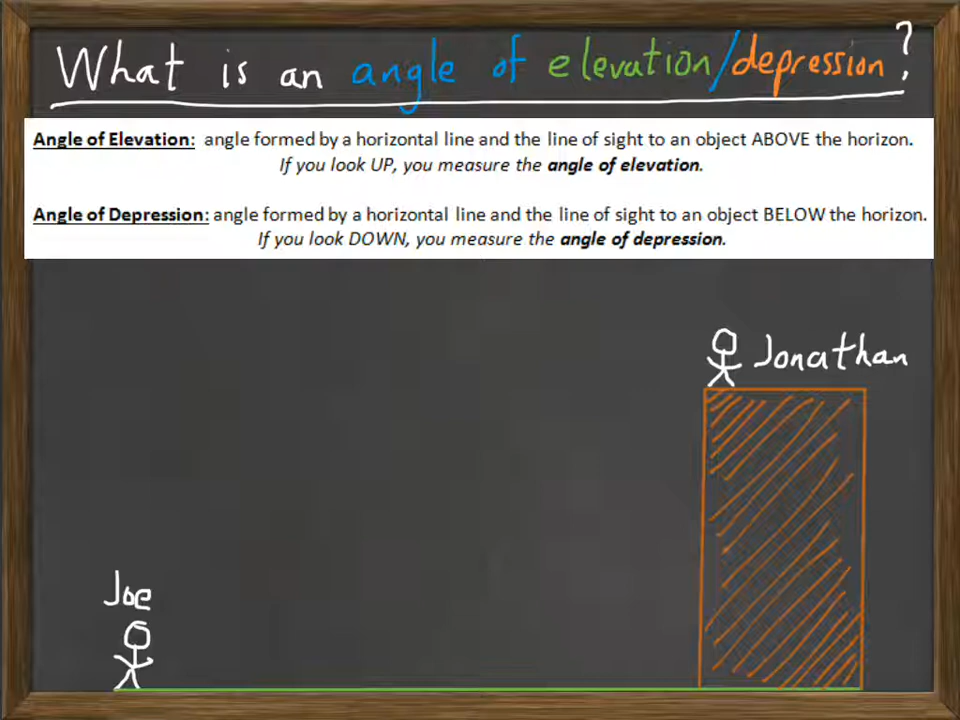 What is an angle of elevation/depression?
Angle of Elevation: angle formed by a horizontal line and the line of sight to an object ABOVE the horizon.
If you look UP, you measure the angle of elevation.
Angle of Depression: angle formed by a horizontal line and the line of sight to an object BELOW the horizon.
If you look DOWN, you measure the angle of depression.
Jonathan
Joe